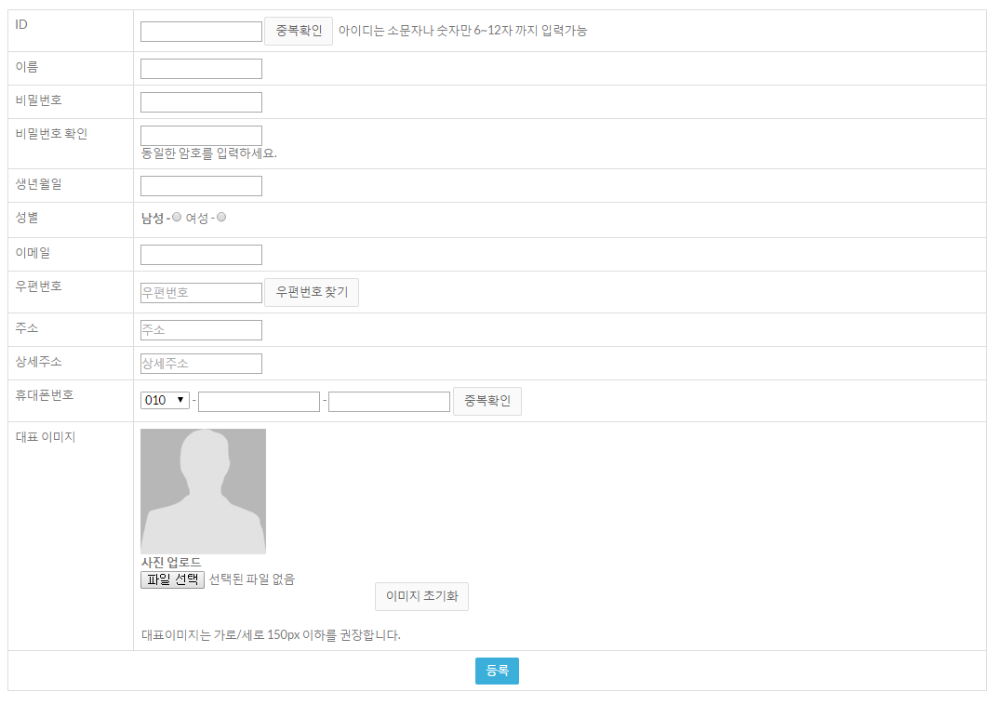 ID 중복확인 아이디는 소문자나 숫자만 6~12자 까지 입력가능
이름
비밀번호
비밀번호 확인
동일한 암호를 입력하세요.
생년월일
성별 남성 - 여성 -
이메일
우편번호 우편번호 우편번호 찾기
주소 주소
상세주소 상세주소
휴대폰번호 010 - - 중복확인
대표 이미지
사진 업로드
파일 선택 선택된 파일 없음
이미지 초기화
대표이미지는 가로/세로 150px 이하를 권장합니다.
등록